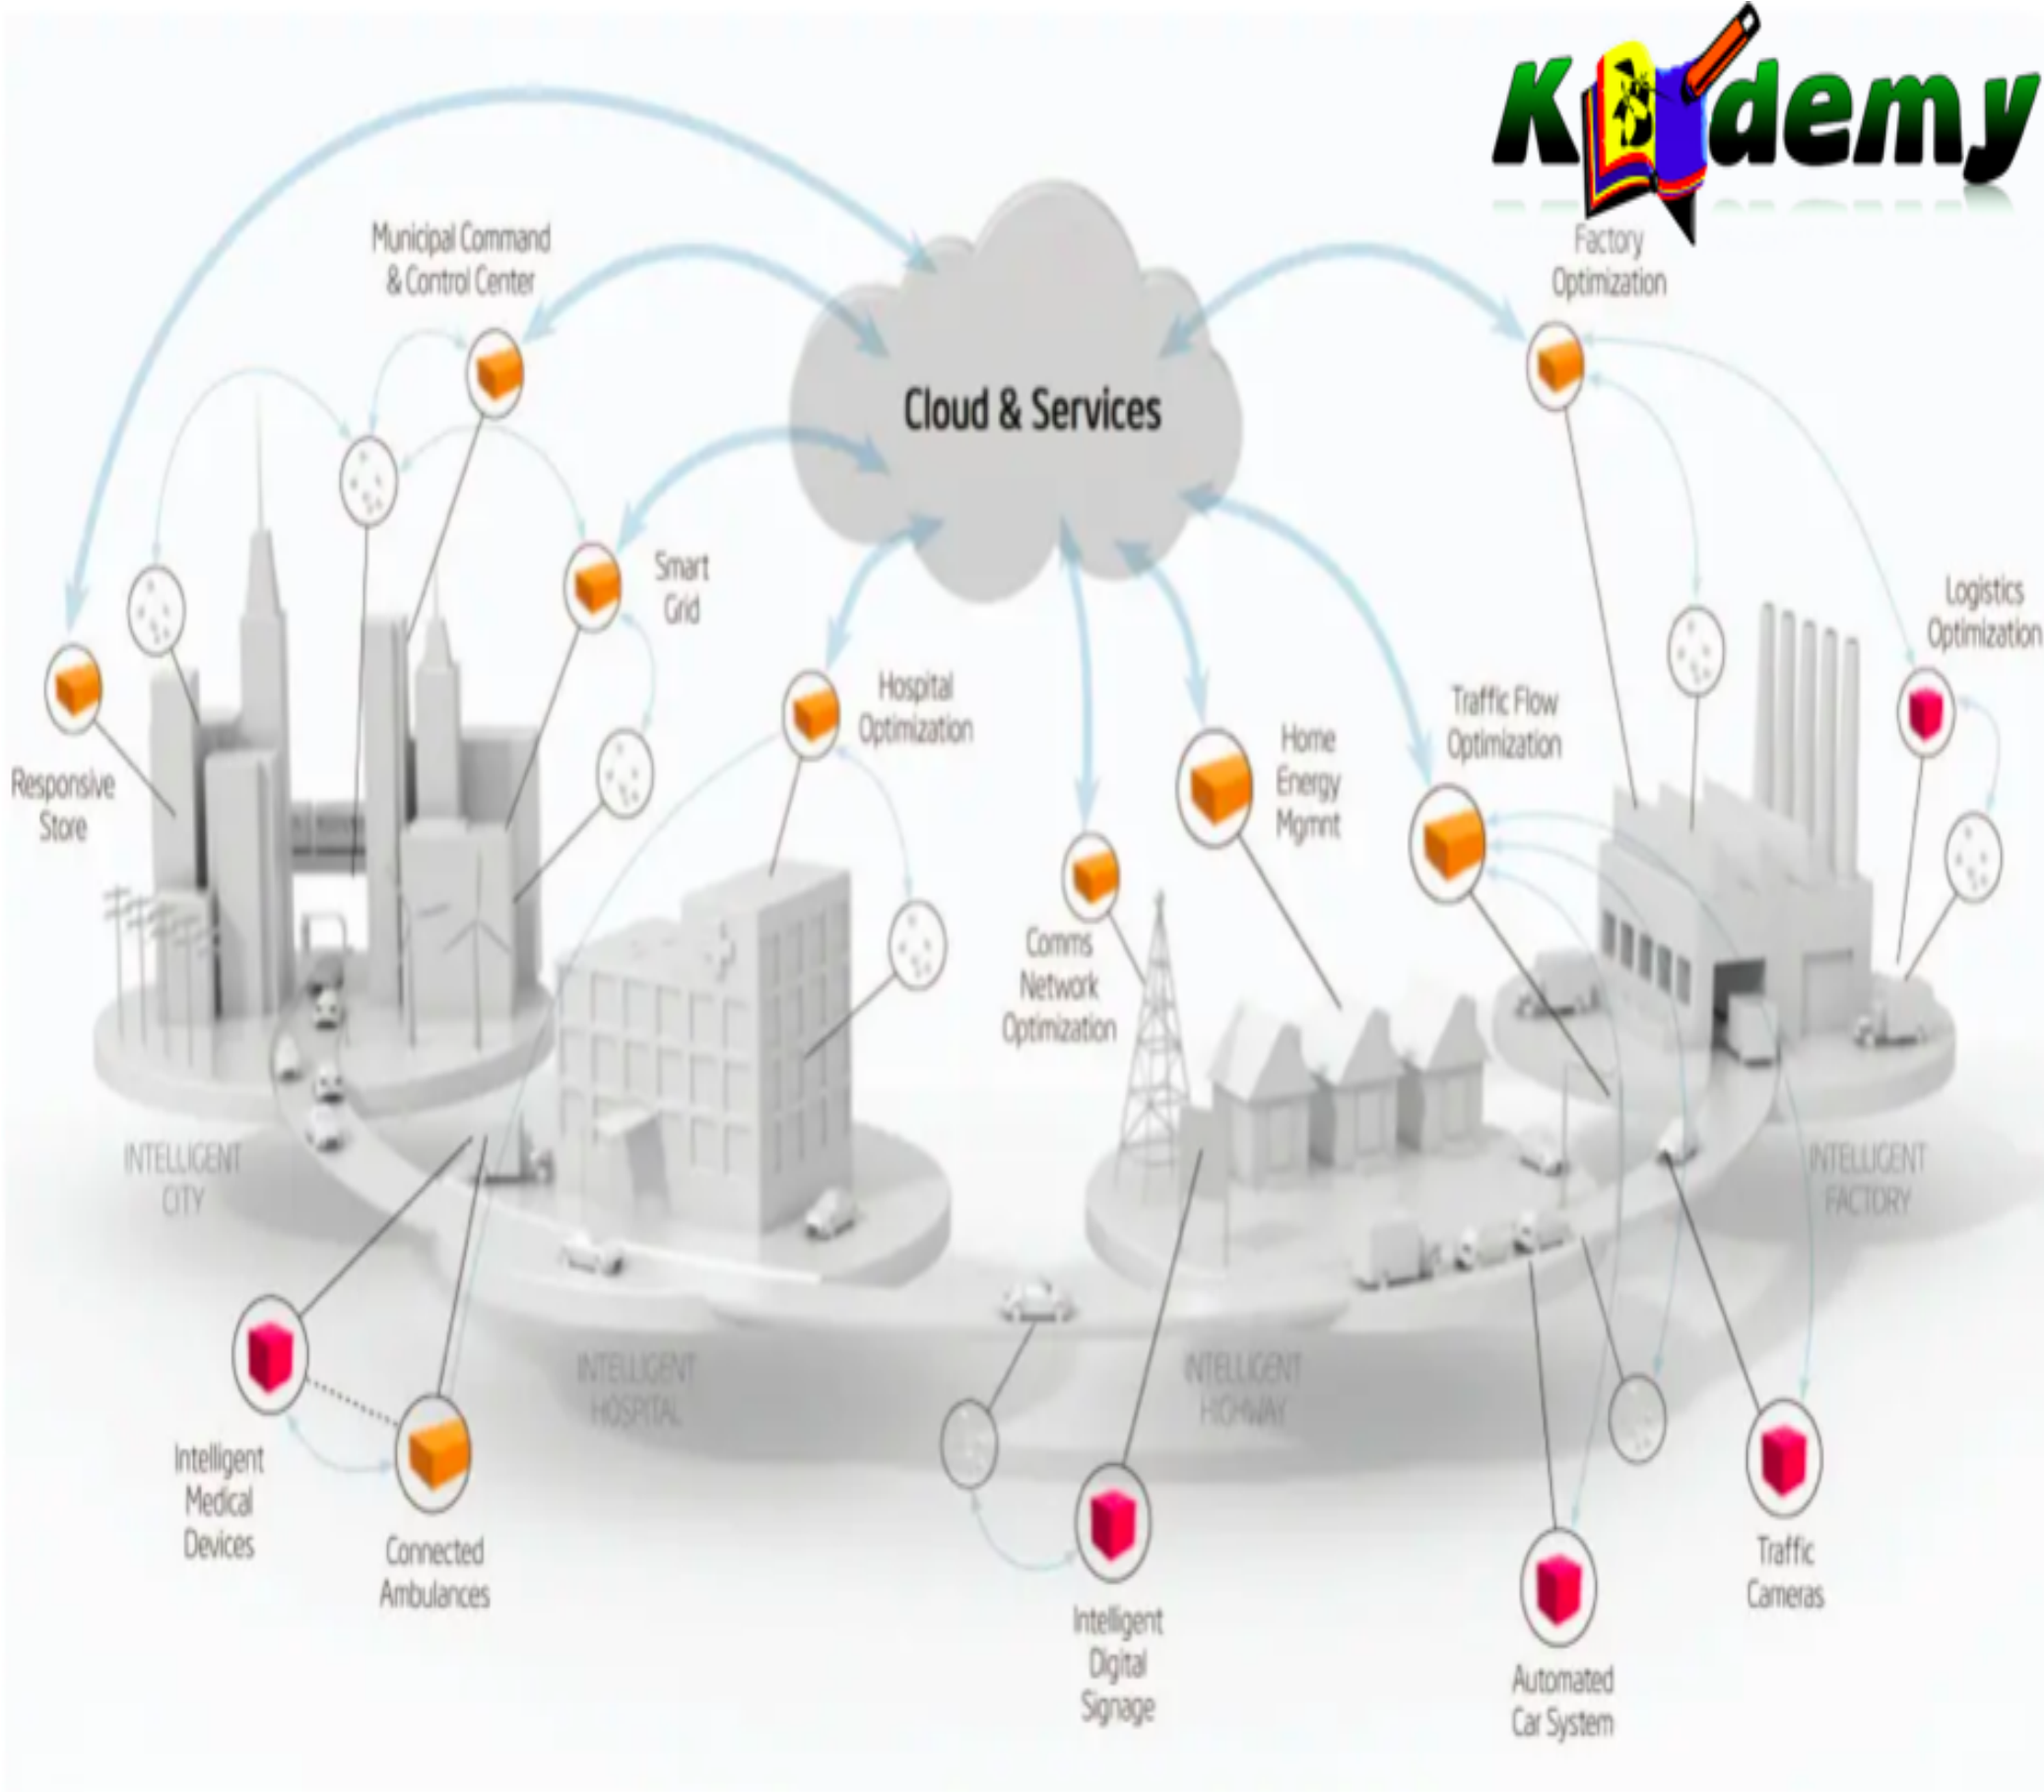 Kademy
Factory
Optimization
Municipal Command
& Control Center
Cloud & Services
Smart
Grid
Logistics
Optimization
Hospital
Optimization
Traffic Flow
Optimization
Home
Energy
Mgmnt
Responsive
Store
Comms
Network
Optimization
INTELLIGENT
CITY
INTELLIGENT
FACTORY
INTELLIGENT
HOSPITAL
INTELLIGENT
HIGHWAY
Intelligent
Medical
Devices
Connected
Ambulances
Traffic
Cameras
Intelligent
Digital
Signage
Automated
Car System